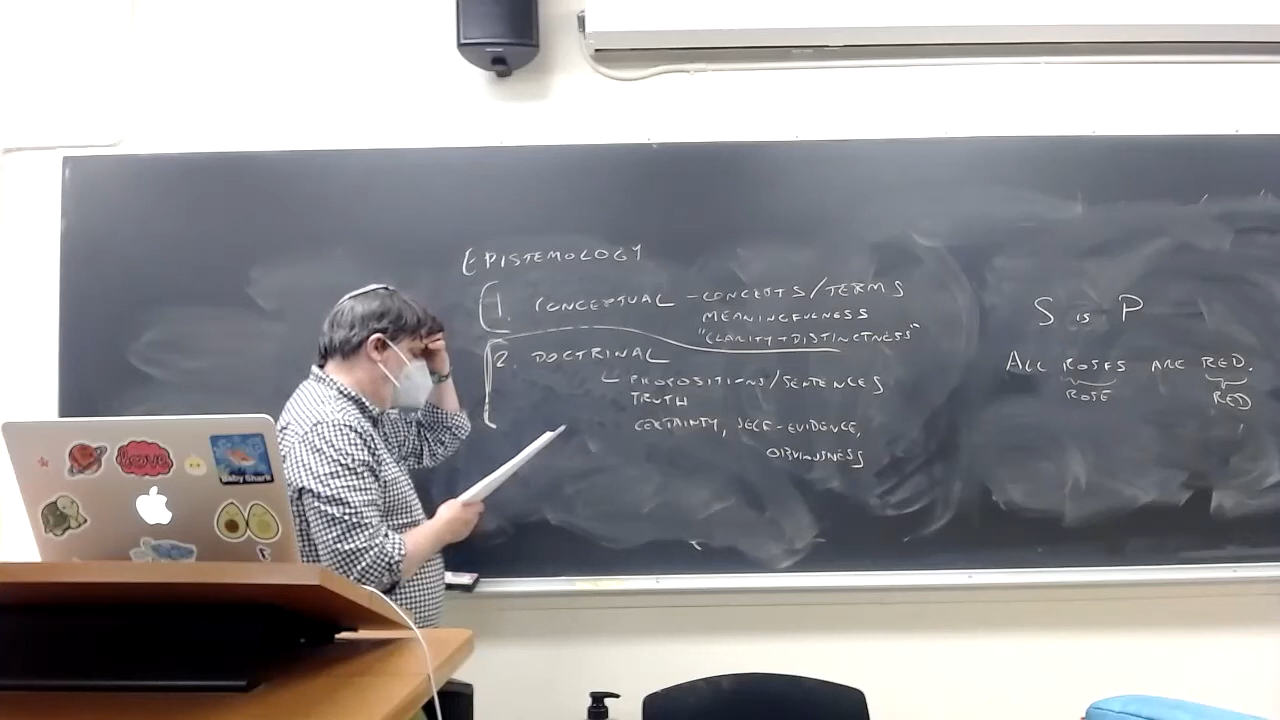 EPISTEMOLOGY
1. CONCEPTUAL - CONCEPTS/TERMS
MEANINGFULNESS
"CLARITY + DISTINCTNESS"
2. DOCTRINAL
PROPOSITIONS/SENTENCES
TRUTH
CERTAINTY, SELF-EVIDENCE,
OBVIOUSNESS
S is P
ALL ROSES ARE RED.
ROSE RED
love
Baby Shark